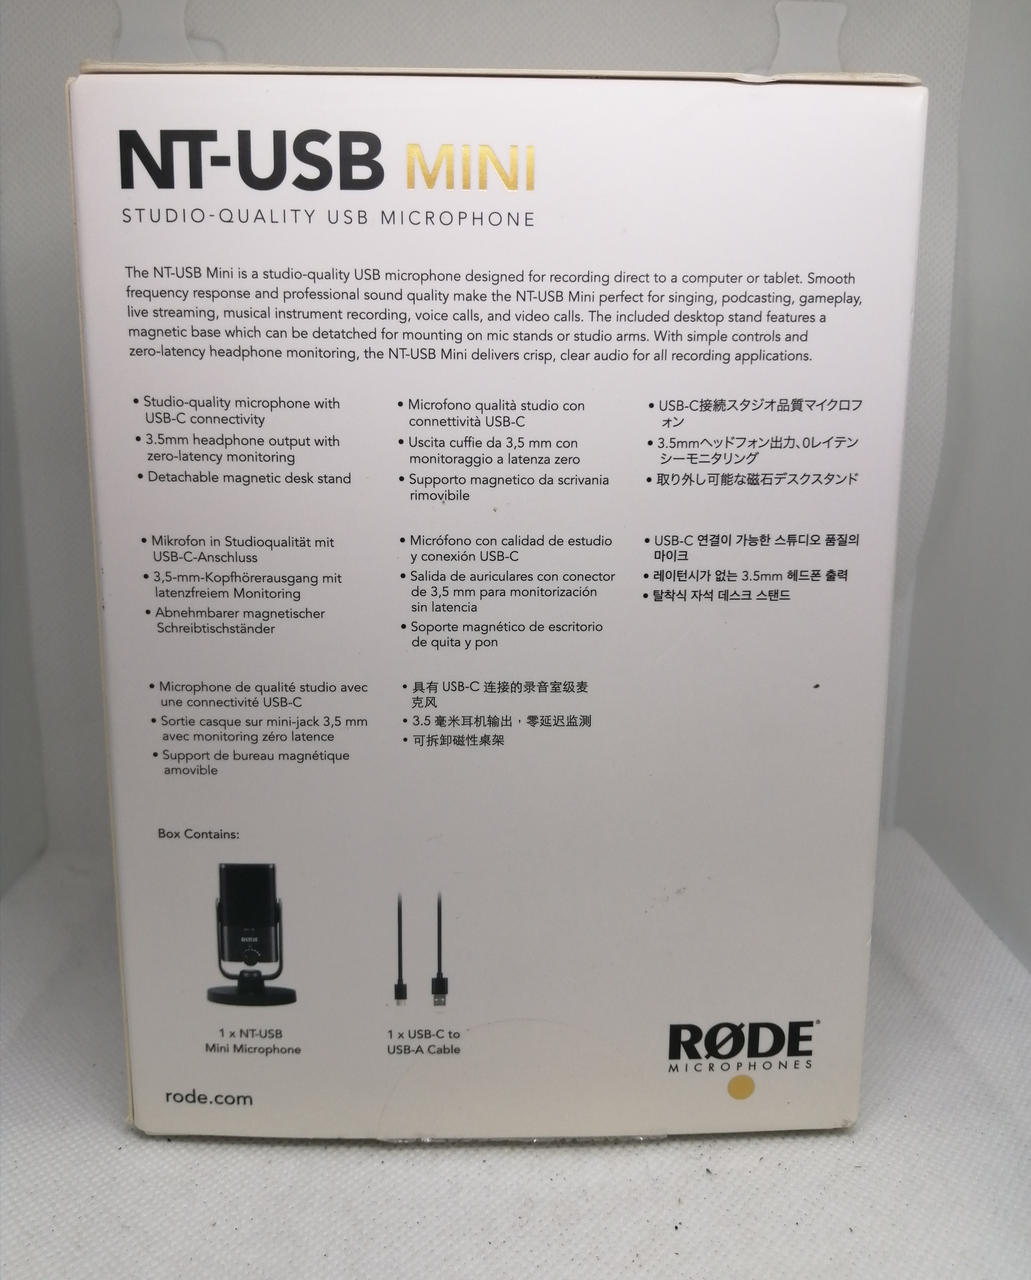 NT-USB MINI
STUDIO-QUALITY USB MICROPHONE
The NT-USB Mini is a studio-quality USB microphone designed for recording direct to a computer or tablet. Smooth
frequency response and professional sound quality make the NT-USB Mini perfect for singing, podcasting, gameplay,
live streaming, musical instrument recording, voice calls, and video calls. The included desktop stand features a
magnetic base which can be detatched for mounting on mic stands or studio arms. With simple controls and
zero-latency headphone monitoring, the NT-USB Mini delivers crisp, clear audio for all recording applications.
• Studio-quality microphone with
USB-C connectivity
• 3.5mm headphone output with
zero-latency monitoring
• Detachable magnetic desk stand
• Microfono qualità studio con
connettività USB-C
• Uscita cuffie da 3,5 mm con
monitoraggio a latenza zero
• Supporto magnetico da scrivania
rimovibile
• USB-C接続スタジオ品質マイクロフ
ォン
• 3.5mmヘッドフォン出力、0レイテン
シーモニタリング
• 取り外し可能な磁石デスクスタンド
• Mikrofon in Studioqualität mit
USB-C-Anschluss
• 3,5-mm-Kopfhörerausgang mit
latenzfreiem Monitoring
• Abnehmbarer magnetischer
Schreibtischständer
• Micrófono con calidad de estudio
y conexión USB-C
• Salida de auriculares con conector
de 3,5 mm para monitorización
sin latencia
• Soporte magnético de escritorio
de quita y pon
• USB-C 연결이 가능한 스튜디오 품질의
마이크
• 레이턴시가 없는 3.5mm 헤드폰 출력
• 탈착식 자석 데스크 스탠드
• Microphone de qualité studio avec
une connectivité USB-C
• Sortie casque sur mini-jack 3,5 mm
avec monitoring zéro latence
• Support de bureau magnétique
amovible
• 具有 USB-C 连接的录音室级麦
克风
• 3.5 毫米耳机输出，零延迟监测
• 可拆卸磁性桌架
Box Contains:
1 x NT-USB
Mini Microphone
1 x USB-C to
USB-A Cable
RØDE®
MICROPHONES
rode.com